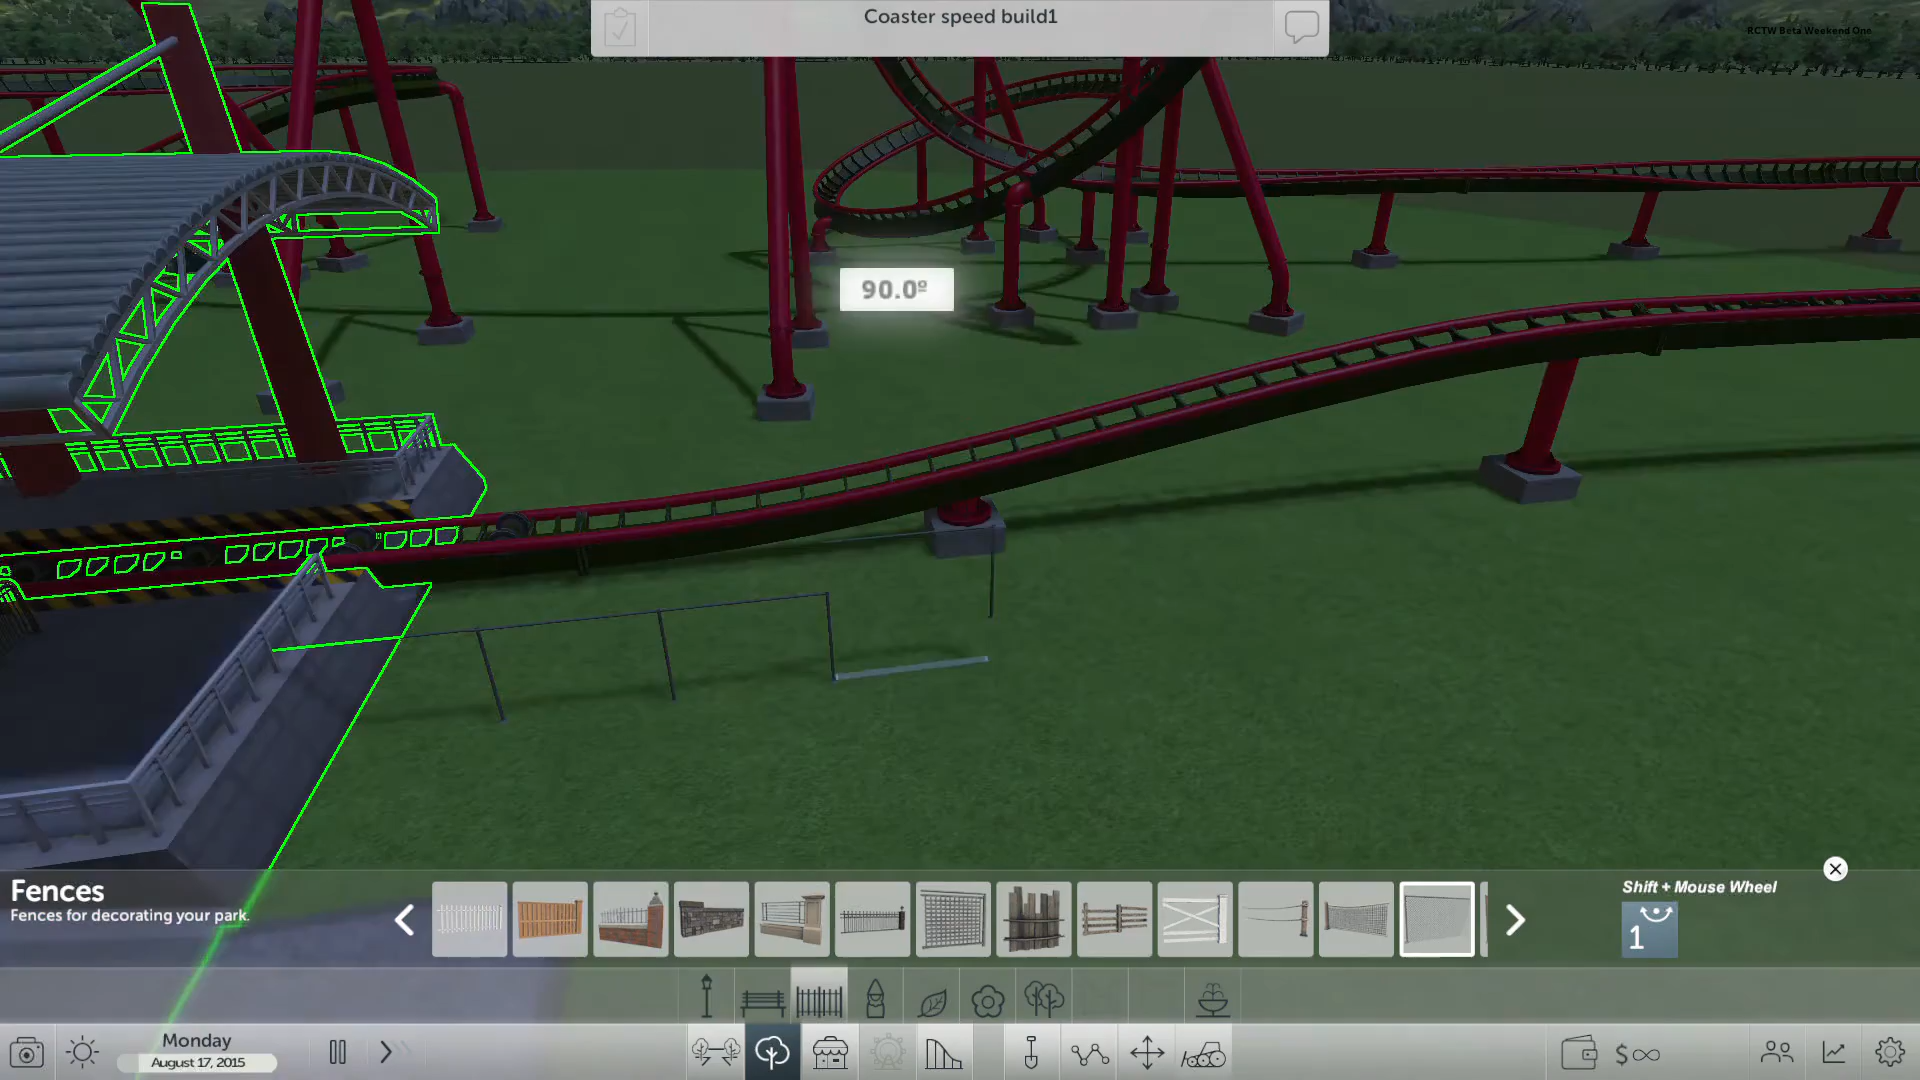 Coaster speed build1
RCTW Beta Weekend One
90.0º
Fences
Fences for decorating your park.
Shift + Mouse Wheel
1
Monday
August 17, 2015
$∞